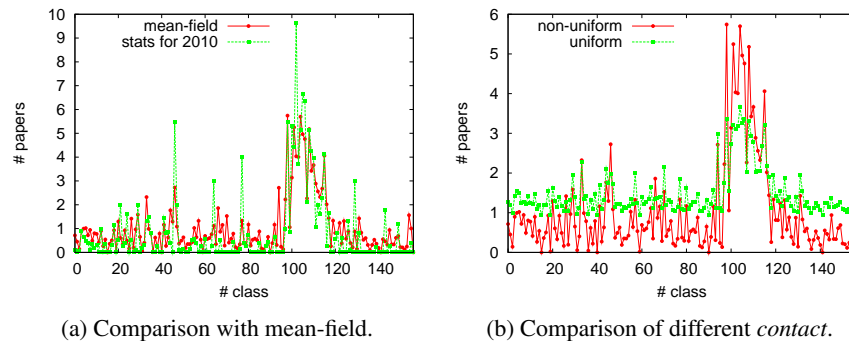 mean-field
stats for 2010
# papers
10
9
8
7
6
5
4
3
2
1
0
0 20 40 60 80 100 120 140
# class
(a) Comparison with mean-field.
non-uniform
uniform
# papers
6
5
4
3
2
1
0
0 20 40 60 80 100 120 140
# class
(b) Comparison of different contact.